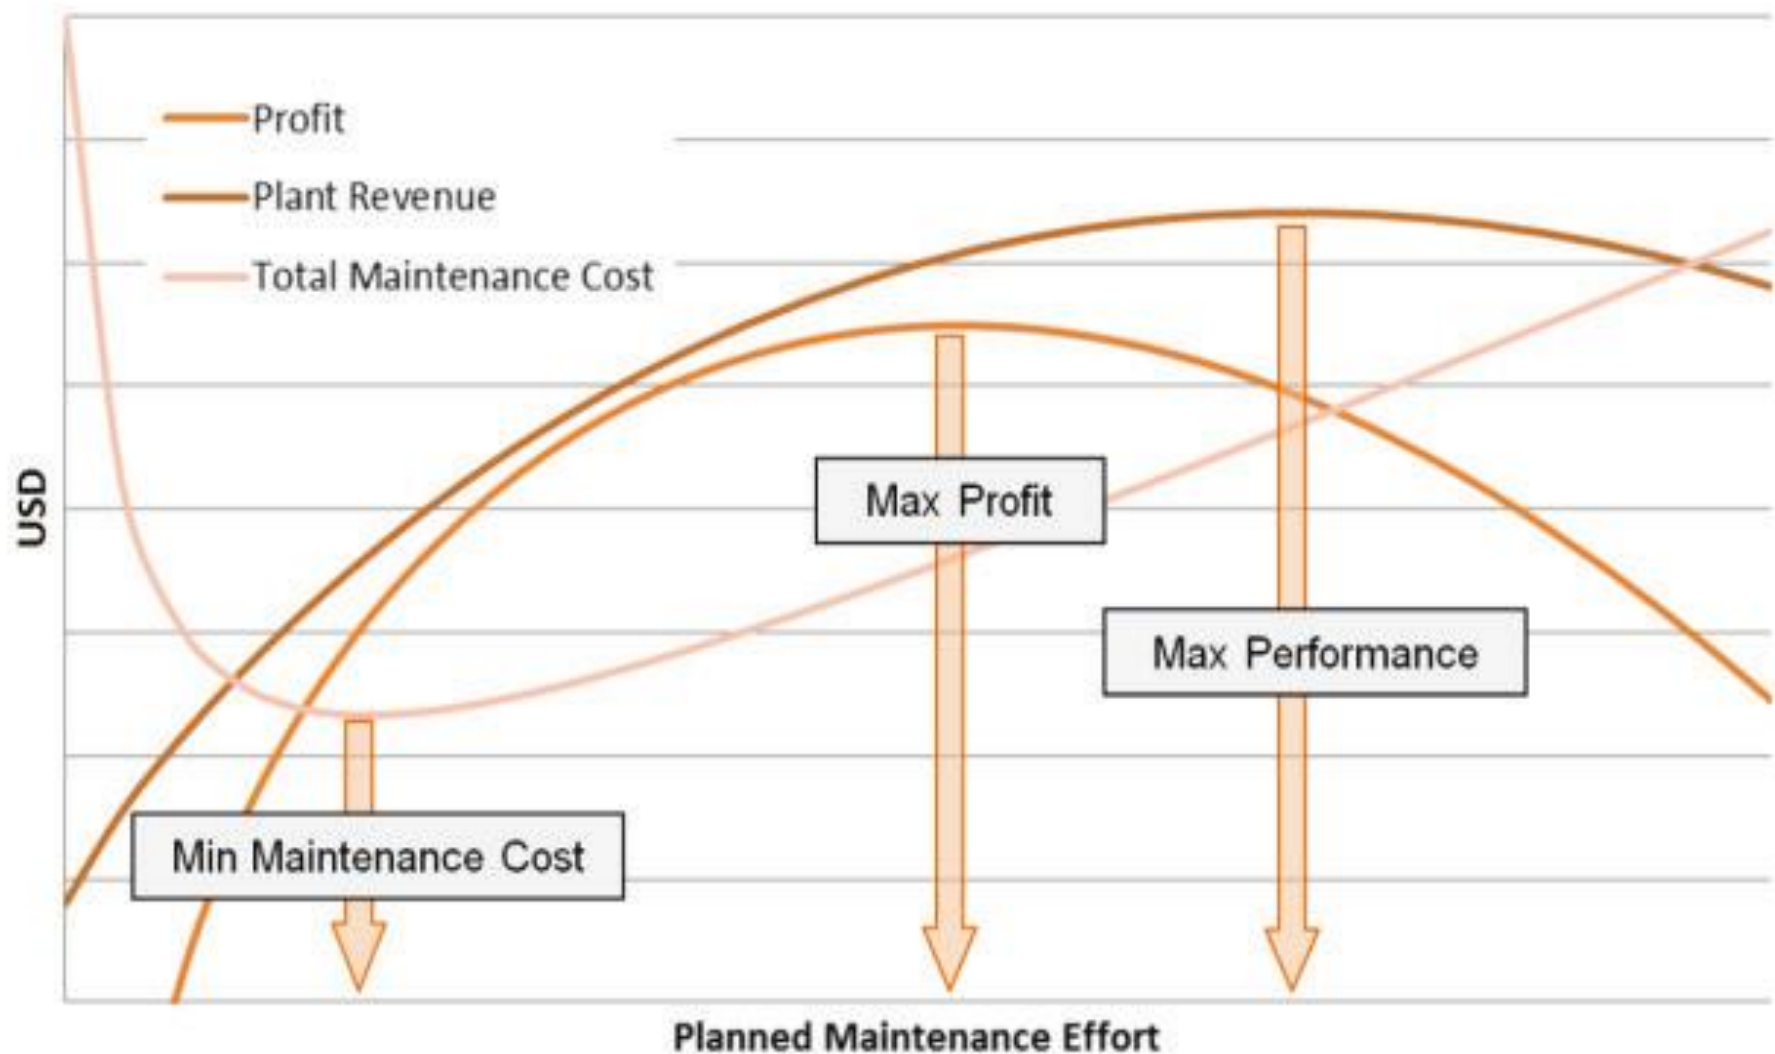 Profit
Plant Revenue
Total Maintenance Cost
USD
Max Profit
Max Performance
Min Maintenance Cost
Planned Maintenance Effort